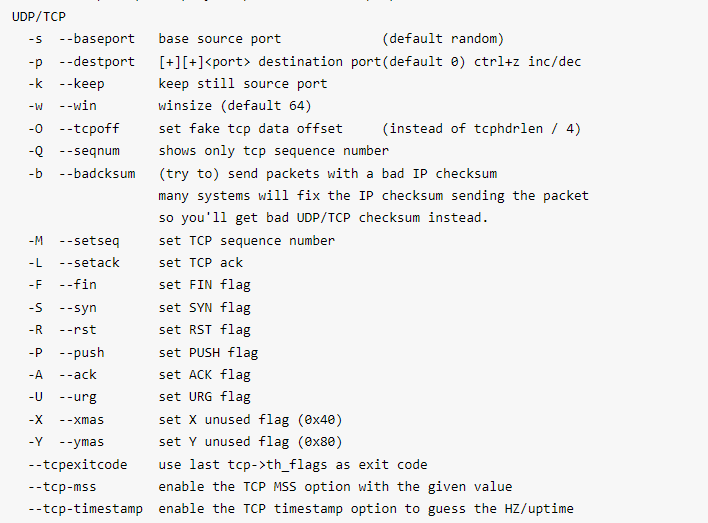 UDP/TCP
-s --baseport base source port (default random)
-p --destport [+][+]<port> destination port(default 0) ctrl+z inc/dec
-k --keep keep still source port
-w --win winsize (default 64)
-O --tcpoff set fake tcp data offset (instead of tcphdrlen / 4)
-Q --seqnum shows only tcp sequence number
-b --badcksum (try to) send packets with a bad IP checksum
many systems will fix the IP checksum sending the packet
so you'll get bad UDP/TCP checksum instead.
-M --setseq set TCP sequence number
-L --setack set TCP ack
-F --fin set FIN flag
-S --syn set SYN flag
-R --rst set RST flag
-P --push set PUSH flag
-A --ack set ACK flag
-U --urg set URG flag
-X --xmas set X unused flag (0x40)
-Y --ymas set Y unused flag (0x80)
--tcpexitcode use last tcp->th_flags as exit code
--tcp-mss enable the TCP MSS option with the given value
--tcp-timestamp enable the TCP timestamp option to guess the HZ/uptime